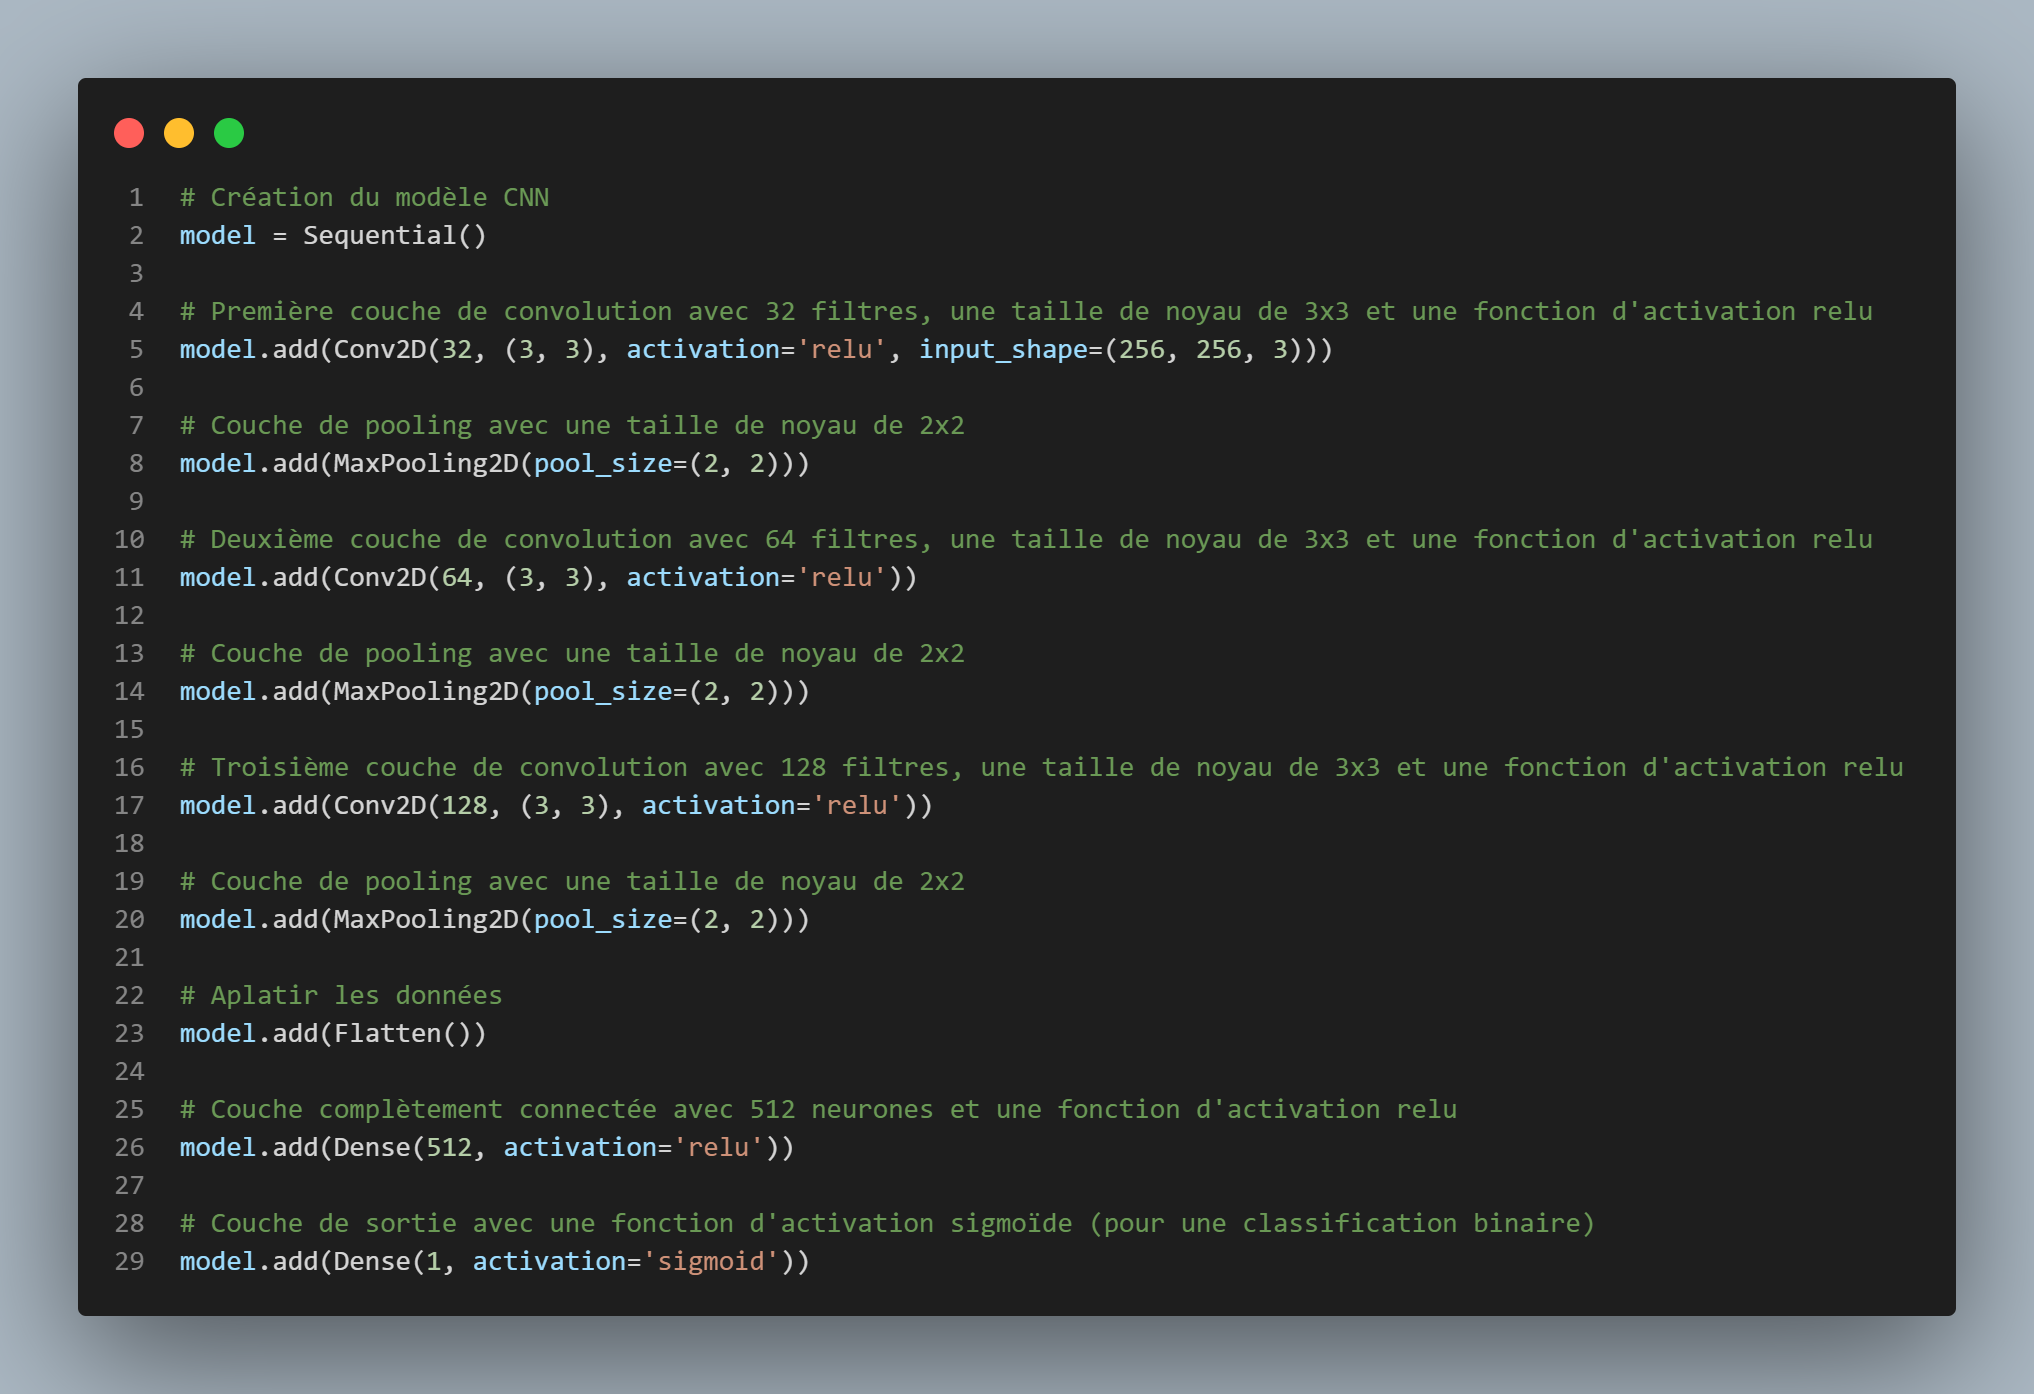 1 # Création du modèle CNN
2 model = Sequential()
3
4 # Première couche de convolution avec 32 filtres, une taille de noyau de 3x3 et une fonction d'activation relu
5 model.add(Conv2D(32, (3, 3), activation='relu', input_shape=(256, 256, 3)))
6
7 # Couche de pooling avec une taille de noyau de 2x2
8 model.add(MaxPooling2D(pool_size=(2, 2)))
9
10 # Deuxième couche de convolution avec 64 filtres, une taille de noyau de 3x3 et une fonction d'activation relu
11 model.add(Conv2D(64, (3, 3), activation='relu'))
12
13 # Couche de pooling avec une taille de noyau de 2x2
14 model.add(MaxPooling2D(pool_size=(2, 2)))
15
16 # Troisième couche de convolution avec 128 filtres, une taille de noyau de 3x3 et une fonction d'activation relu
17 model.add(Conv2D(128, (3, 3), activation='relu'))
18
19 # Couche de pooling avec une taille de noyau de 2x2
20 model.add(MaxPooling2D(pool_size=(2, 2)))
21
22 # Aplatir les données
23 model.add(Flatten())
24
25 # Couche complètement connectée avec 512 neurones et une fonction d'activation relu
26 model.add(Dense(512, activation='relu'))
27
28 # Couche de sortie avec une fonction d'activation sigmoïde (pour une classification binaire)
29 model.add(Dense(1, activation='sigmoid'))